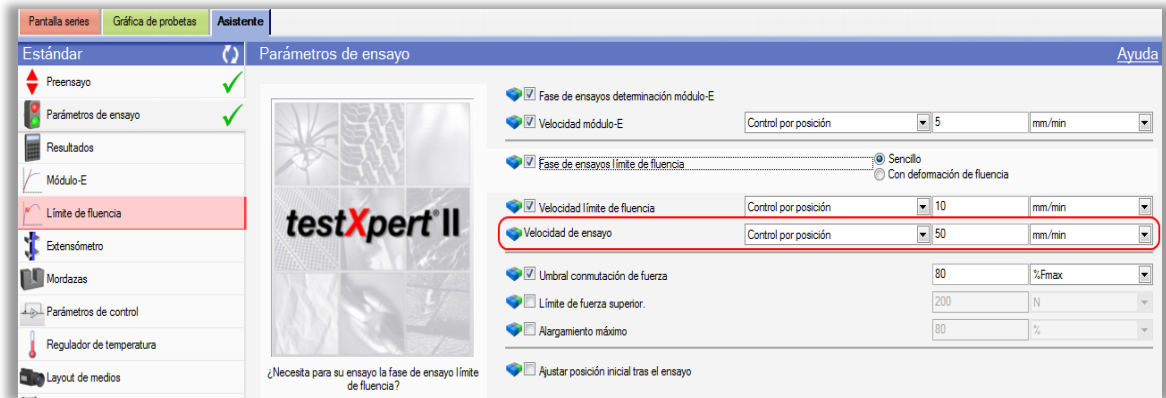 Pantalla series Gráfica de probetas Asistente
Estándar
Parámetros de ensayo Ayuda
Preensayo
Parámetros de ensayo
Resultados
Módulo-E
Límite de fluencia
Extensómetro
Mordazas
Parámetros de control
Regulador de temperatura
Layout de medios
testXpert® II
¿Necesita para su ensayo la fase de ensayo límite
de fluencia?
Fase de ensayos determinación módulo-E
Velocidad módulo-E Control por posición 5 mm/min
Fase de ensayos límite de fluencia Sencillo
Con deformación de fluencia
Velocidad límite de fluencia Control por posición 10 mm/min
Velocidad de ensayo Control por posición 50 mm/min
Umbral conmutación de fuerza 80 %Fmax
Límite de fuerza superior. 200 N
Alargamiento máximo 80 %
Ajustar posición inicial tras el ensayo